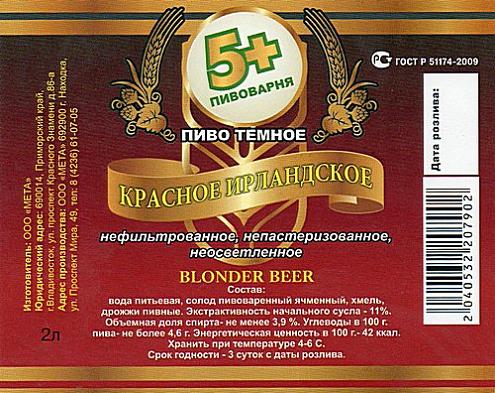 5+
ПИВОВАРНЯ
РСТ ГОСТ Р 51174-2009
ПИВО ТЕМНОЕ
КРАСНОЕ ИРЛАНДСКОЕ
нефильтрованное, непастеризованное,
неосветленное
BLONDER BEER
Состав:
вода питьевая, солод пивоваренный ячменный, хмель,
дрожжи пивные. Экстрактивность начального сусла - 11%.
Объемная доля спирта- не менее 3,9 %. Углеводы в 100 г.
пива- не более 4,6 г. Энергетическая ценность в 100 г.- 42 ккал.
Хранить при температуре 4-6 С.
Срок годности - 3 суток с даты розлива.
Изготовитель: ООО «МЕТА»
Юридический адрес: 690014, Приморский край,
г.Владивосток, ул. проспект Красного Знамени д.86-а
Адрес производства: ООО «МЕТА» 692900 г. Находка,
ул. Проспект Мира, 49, тел: 8 (4236) 61-07-05
2л
Дата розлива:
2040532207902